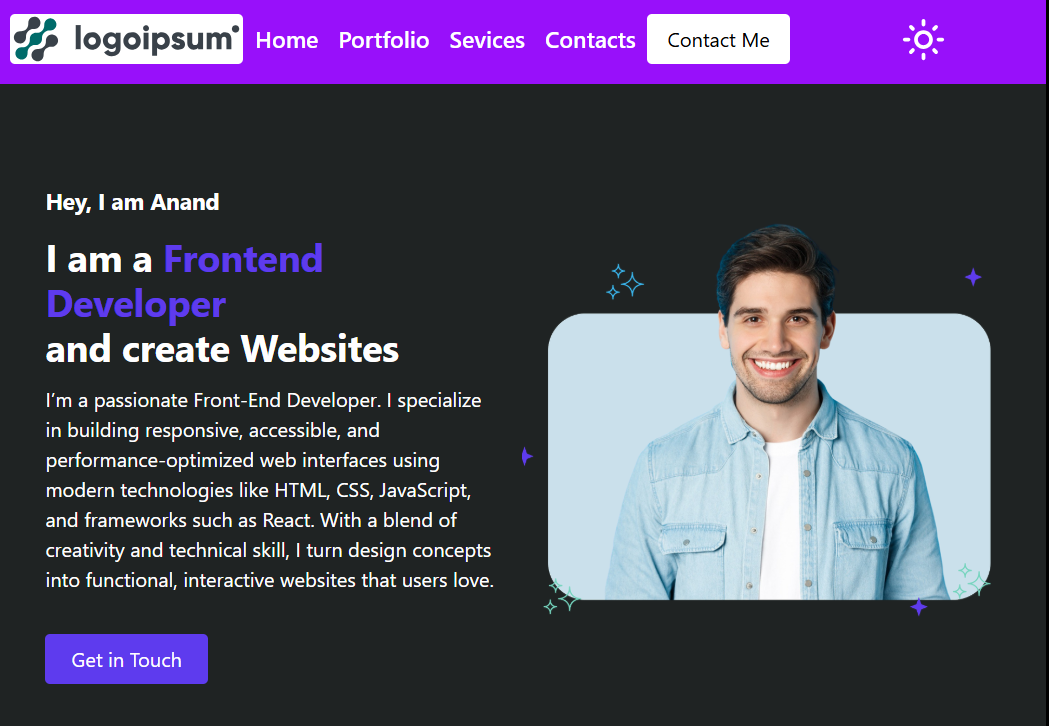 logoipsum
Home Portfolio Sevices Contacts Contact Me
Hey, I am Anand
I am a Frontend
Developer
and create Websites
I'm a passionate Front-End Developer. I specialize
in building responsive, accessible, and
performance-optimized web interfaces using
modern technologies like HTML, CSS, JavaScript,
and frameworks such as React. With a blend of
creativity and technical skill, I turn design concepts
into functional, interactive websites that users love.
Get in Touch